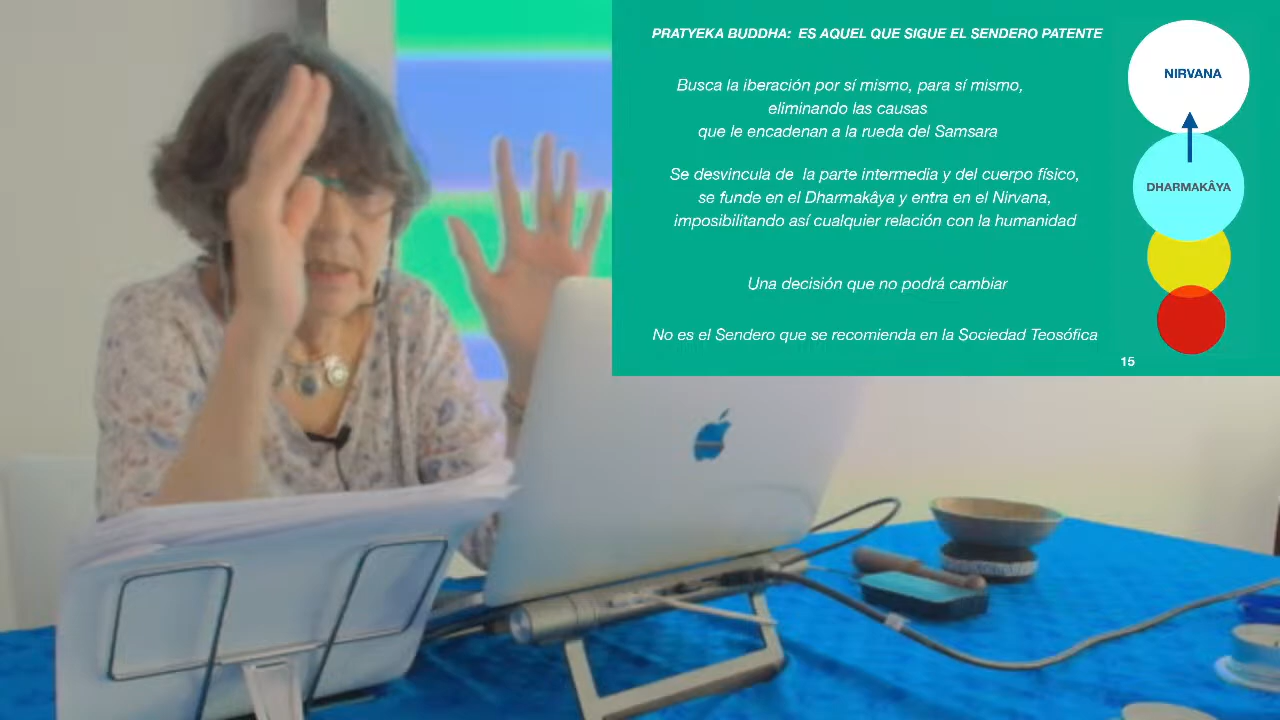 PRATYEKA BUDDHA: ES AQUEL QUE SIGUE EL SENDERO PATENTE
Busca la iberación por sí mismo, para sí mismo,
eliminando las causas
que le encadenan a la rueda del Samsara
Se desvincula de la parte intermedia y del cuerpo físico,
se funde en el Dharmakâya y entra en el Nirvana,
imposibilitando así cualquier relación con la humanidad
Una decisión que no podrá cambiar
No es el Sendero que se recomienda en la Sociedad Teosófica
NIRVANA
DHARMAKÂYA
15